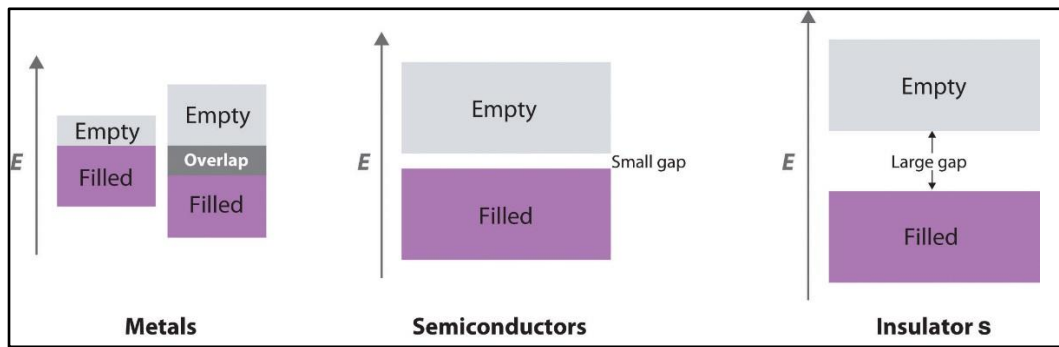 E
Empty
Filled
Empty
Overlap
Filled
Metals
E
Empty
Small gap
Filled
Semiconductors
E
Empty
Large gap
Filled
Insulator s